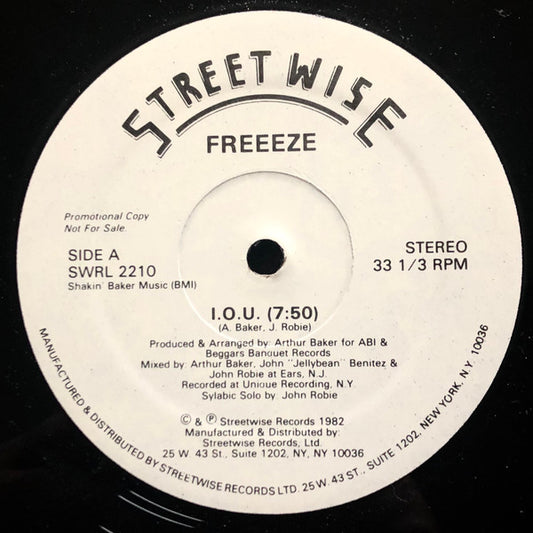 STREETWISE
FREEEZE
Promotional Copy
Not For Sale.
SIDE A
SWRL 2210
Shakin' Baker Music (BMI)
STEREO
33 1/3 RPM
I.O.U. (7:50)
(A. Baker, J. Robie)
Produced & Arranged by: Arthur Baker for ABI &
Beggars Banquet Records
Mixed by: Arthur Baker, John "Jellybean" Benitez &
John Robie at Ears, N.J.
Recorded at Unique Recording, N.Y.
Sylabic Solo by: John Robie
© & ℗ Streetwise Records 1982
Manufactured & Distributed by:
Streetwise Records, Ltd.
25 W. 43 St., Suite 1202, NY, NY 10036
MANUFACTURED & DISTRIBUTED BY STREETWISE RECORDS LTD. 25 W. 43 ST., SUITE 1202, NEW YORK, N.Y. 10036